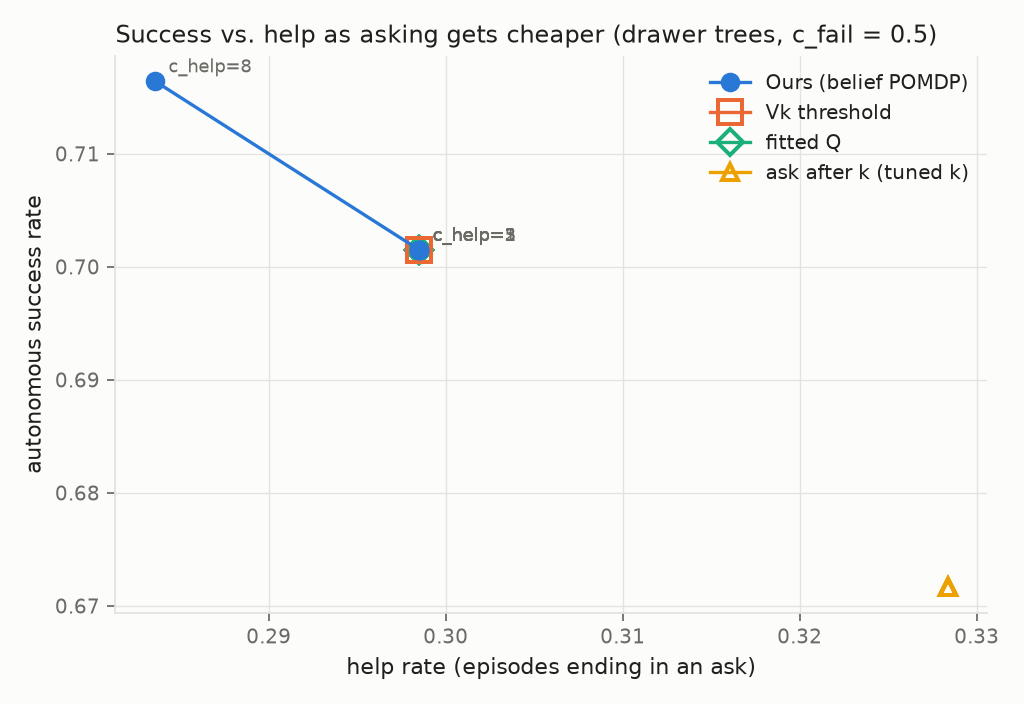 Success vs. help as asking gets cheaper (drawer trees, c_fail = 0.5)
c_help=8
Ours (belief POMDP)
Vk threshold
fitted Q
ask after k (tuned k)
0.71
c_help=
0.70
0.69
0.68
0.67
autonomous success rate
0.29
0.30
0.31
0.32
0.33
help rate (episodes ending in an ask)